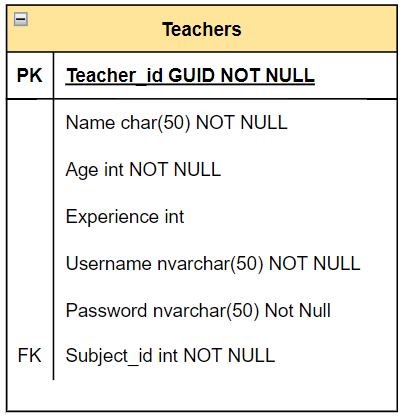 Teachers
PK Teacher_id GUID NOT NULL
Name char(50) NOT NULL
Age int NOT NULL
Experience int
Username nvarchar(50) NOT NULL
Password nvarchar(50) Not Null
FK Subject_id int NOT NULL